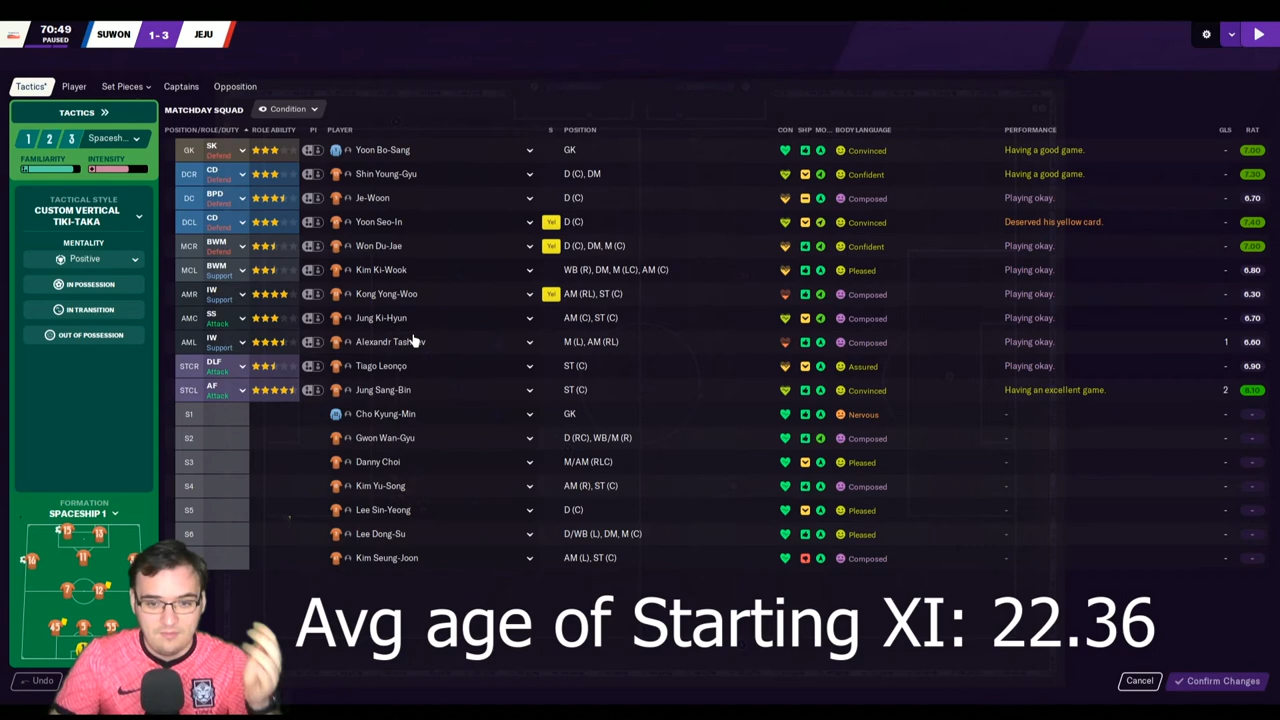 70:49
PAUSED
SUWON 1 - 3 JEJU
Tactics* Player Set Pieces Captains Opposition
TACTICS
1 2 3 Spacesh...
FAMILIARITY INTENSITY
TACTICAL STYLE
CUSTOM VERTICAL
TIKI-TAKA
MENTALITY
Positive
IN POSSESSION
IN TRANSITION
OUT OF POSSESSION
FORMATION
SPACESHIP 1
MATCHDAY SQUAD Condition
POSITION/ROLE/DUTY ROLE ABILITY PI PLAYER S POSITION CON SHP MO... BODY LANGUAGE PERFORMANCE GLS RAT
GK SK Defend Yoon Bo-Sang GK Convinced Having a good game. - 7.00
DCR CD Defend Shin Young-Gyu D (C), DM Confident Having a good game. - 7.30
DC BPD Defend Je-Woon D (C) Composed Playing okay. - 6.70
DCL CD Defend Yoon Seo-In Yel D (C) Convinced Deserved his yellow card. - 7.40
MCR BWM Defend Won Du-Jae Yel D (C), DM, M (C) Confident Playing okay. - 7.00
MCL BWM Support Kim Ki-Wook WB (R), DM, M (LC), AM (C) Pleased Playing okay. - 6.80
AMR IW Support Kong Yong-Woo Yel AM (RL), ST (C) Composed Playing okay. - 6.30
AMC SS Attack Jung Ki-Hyun AM (C), ST (C) Composed Playing okay. - 6.70
AML IW Support Alexandr M (L), AM (RL) Composed Playing okay. 1 6.60
STCR DLF Attack Tiago Leonço ST (C) Assured Playing okay. - 6.90
STCL AF Attack Jung Sang-Bin ST (C) Convinced Having an excellent game. 2 8.10
S1 Cho Kyung-Min GK Nervous - - -
S2 Gwon Wan-Gyu D (RC), WB/M (R) Composed - - -
S3 Danny Choi M/AM (RLC) Pleased - - -
S4 Kim Yu-Song AM (R), ST (C) Composed - - -
S5 Lee Sin-Yeong D (C) Pleased - - -
S6 Lee Dong-Su D/WB (L), DM, M (C) Pleased - - -
Kim Seung-Joon AM (L), ST (C) Composed - - -
Avg age of Starting XI: 22.36
Undo Cancel Confirm Changes